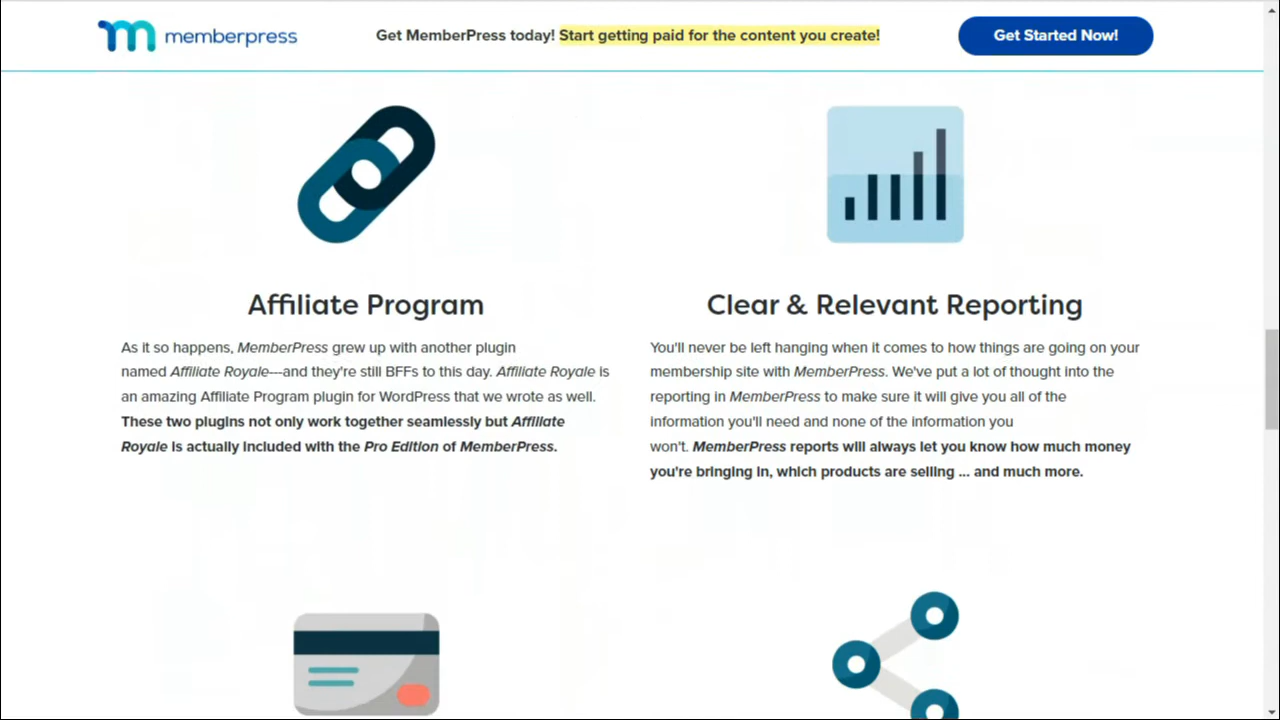 memberpress
Get MemberPress today! Start getting paid for the content you create!
Get Started Now!
Affiliate Program
As it so happens, MemberPress grew up with another plugin
named Affiliate Royale---and they're still BFFs to this day. Affiliate Royale is
an amazing Affiliate Program plugin for WordPress that we wrote as well.
These two plugins not only work together seamlessly but Affiliate
Royale is actually included with the Pro Edition of MemberPress.
Clear & Relevant Reporting
You'll never be left hanging when it comes to how things are going on your
membership site with MemberPress. We've put a lot of thought into the
reporting in MemberPress to make sure it will give you all of the
information you'll need and none of the information you
won't. MemberPress reports will always let you know how much money
you're bringing in, which products are selling ... and much more.